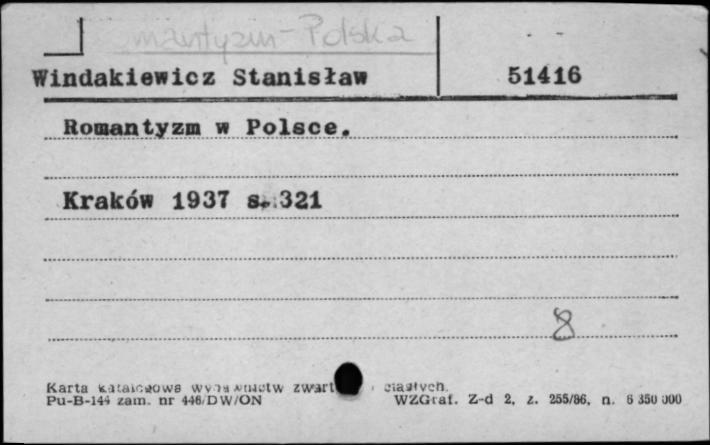 Romantyzm - Polska
Windakiewicz Stanisław 51416
Romantyzm w Polsce.
Kraków 1937 s. 321
8
Karta katalogowa wydawnictw zwart ciągłych.
Pu-B-144 zam. nr 446/DW/ON WZGraf. Z-d 2, z. 255/86, n. 6 350 000